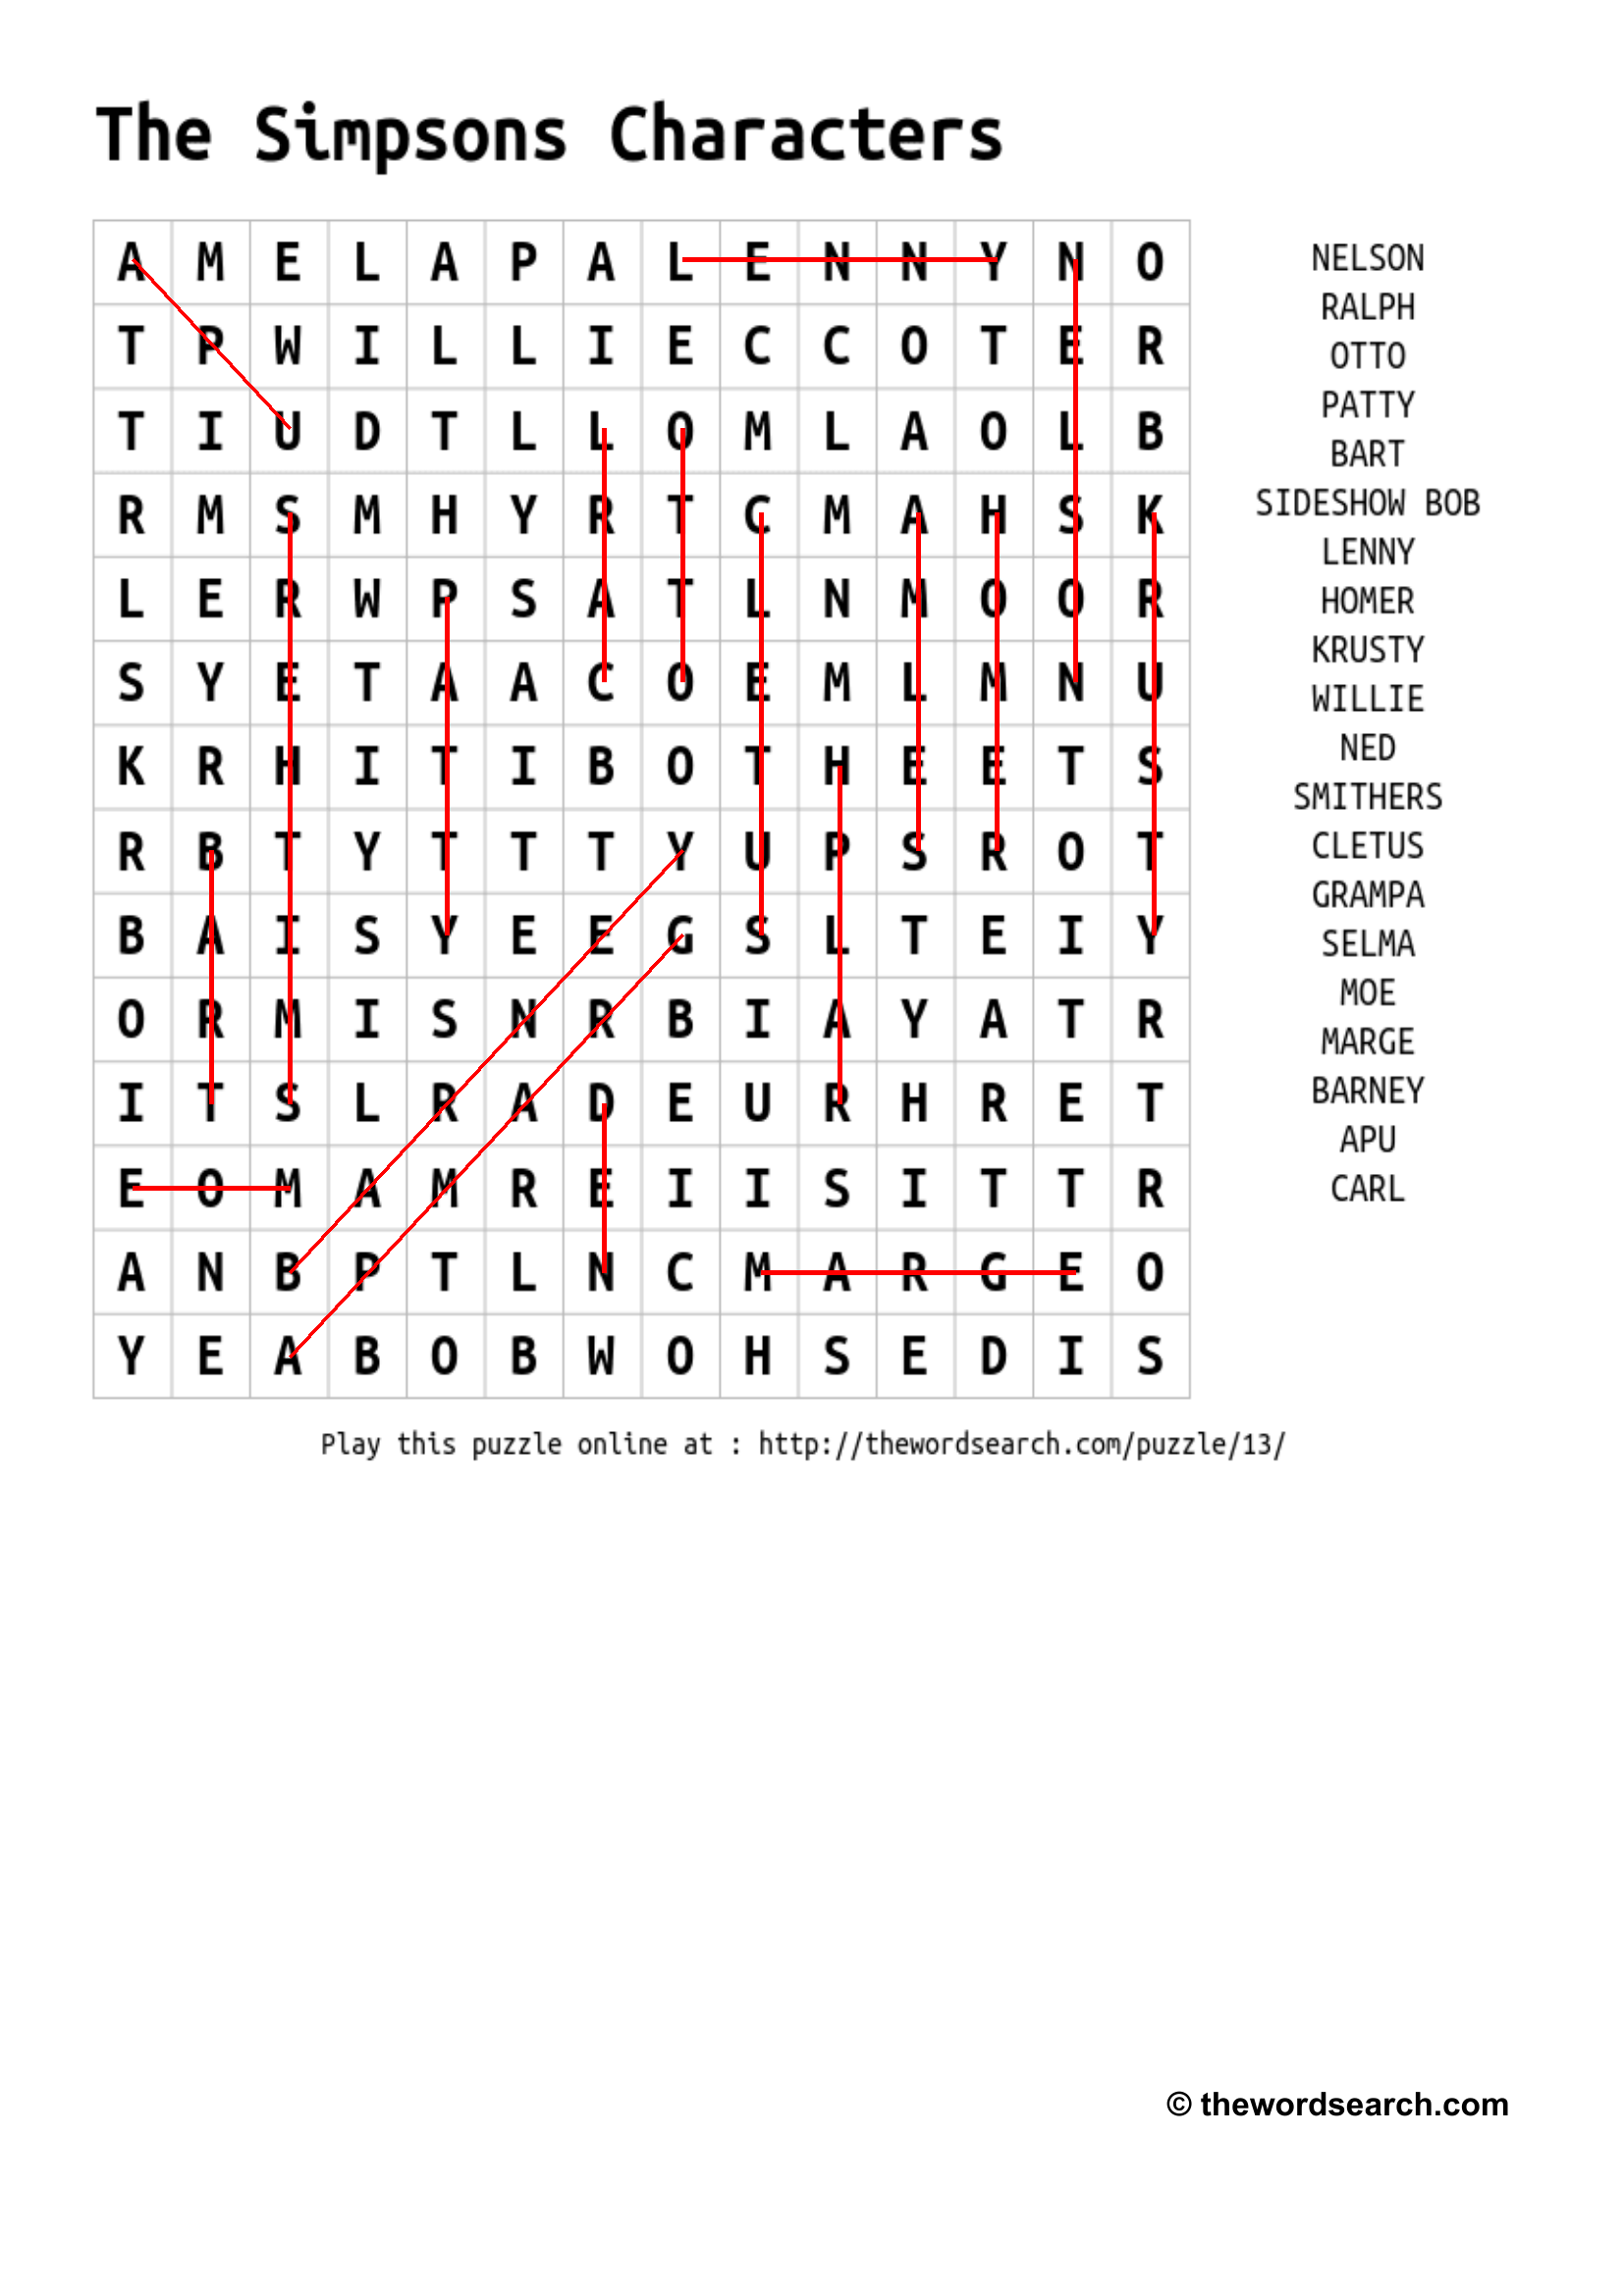 The Simpsons Characters
A M E L A P A L E N N Y N O
T P W I L L I E C C O T E R
T I U D T L L O M L A O L B
R M S M H Y R T C M A H S K
L E R W P S A T L N M O O R
S Y E T A A C O E M L M N U
K R H I T I B O T H E E T S
R B T Y T T T Y U P S R O T
B A I S Y E E G S L T E I Y
O R M I S N R B I A Y A T R
I T S L R A D E U R H R E T
E O M A M R E I I S I T T R
A N B P T L N C M A R G E O
Y E A B O B W O H S E D I S
NELSON
RALPH
OTTO
PATTY
BART
SIDESHOW BOB
LENNY
HOMER
KRUSTY
WILLIE
NED
SMITHERS
CLETUS
GRAMPA
SELMA
MOE
MARGE
BARNEY
APU
CARL
Play this puzzle online at : http://thewordsearch.com/puzzle/13/
© thewordsearch.com